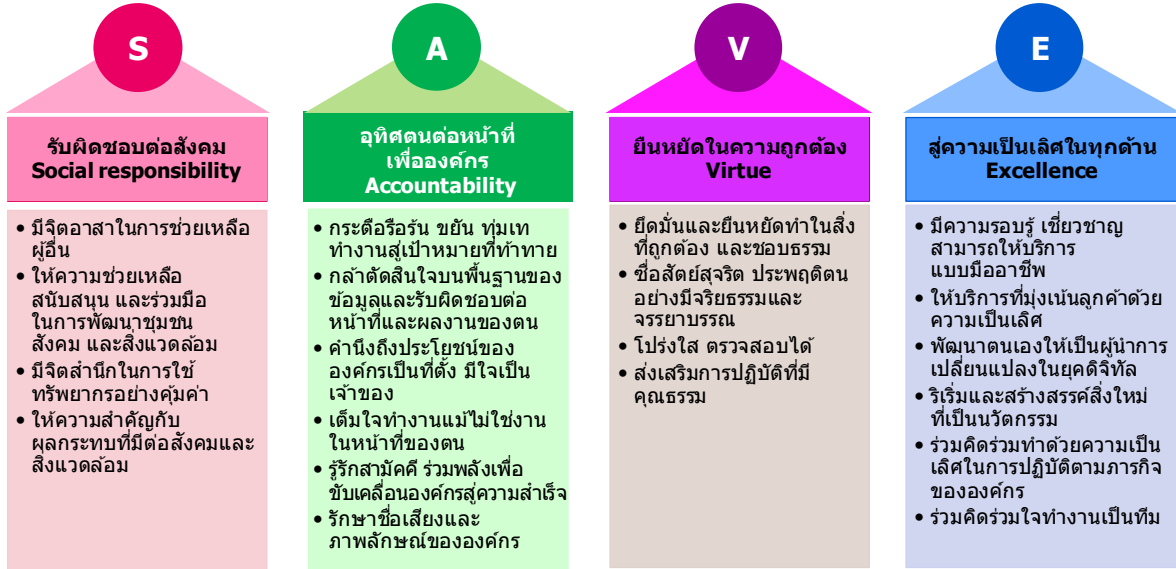 S
รับผิดชอบต่อสังคม
Social responsibility
• มีจิตอาสาในการช่วยเหลือ
ผู้อื่น
• ให้ความช่วยเหลือ
สนับสนุน และร่วมมือ
ในการพัฒนาชุมชน
สังคม และสิ่งแวดล้อม
• มีจิตสำนึกในการใช้
ทรัพยากรอย่างคุ้มค่า
• ให้ความสำคัญกับ
ผลกระทบที่มีต่อสังคมและ
สิ่งแวดล้อม
A
อุทิศตนต่อหน้าที่
เพื่อองค์กร
Accountability
• กระตือรือร้น ขยัน ทุ่มเท
ทำงานสู่เป้าหมายที่ท้าทาย
• กล้าตัดสินใจบนพื้นฐานของ
ข้อมูลและรับผิดชอบต่อ
หน้าที่และผลงานของตน
• คำนึงถึงประโยชน์ของ
องค์กรเป็นที่ตั้ง มีใจเป็น
เจ้าของ
• เต็มใจทำงานแม้ไม่ใช่งาน
ในหน้าที่ของตน
• รู้รักสามัคคี ร่วมพลังเพื่อ
ขับเคลื่อนองค์กรสู่ความสำเร็จ
• รักษาชื่อเสียงและ
ภาพลักษณ์ขององค์กร
V
ยืนหยัดในความถูกต้อง
Virtue
• ยึดมั่นและยืนหยัดทำในสิ่ง
ที่ถูกต้อง และชอบธรรม
• ซื่อสัตย์สุจริต ประพฤติตน
อย่างมีจริยธรรมและ
จรรยาบรรณ
• โปร่งใส ตรวจสอบได้
• ส่งเสริมการปฏิบัติที่มี
คุณธรรม
E
สู่ความเป็นเลิศในทุกด้าน
Excellence
• มีความรอบรู้ เชี่ยวชาญ
สามารถให้บริการ
แบบมืออาชีพ
• ให้บริการที่มุ่งเน้นลูกค้าด้วย
ความเป็นเลิศ
• พัฒนาตนเองให้เป็นผู้นำการ
เปลี่ยนแปลงในยุคดิจิทัล
• ริเริ่มและสร้างสรรค์สิ่งใหม่
ที่เป็นนวัตกรรม
• ร่วมคิดร่วมทำด้วยความเป็น
เลิศในการปฏิบัติตามภารกิจ
ขององค์กร
• ร่วมคิดร่วมใจทำงานเป็นทีม